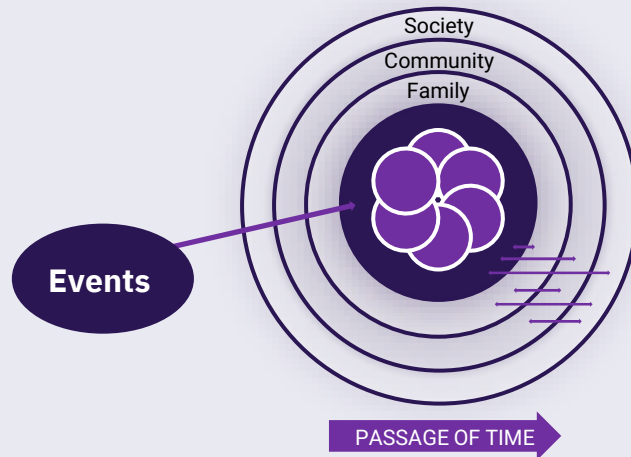 Society
Community
Family
Events
PASSAGE OF TIME